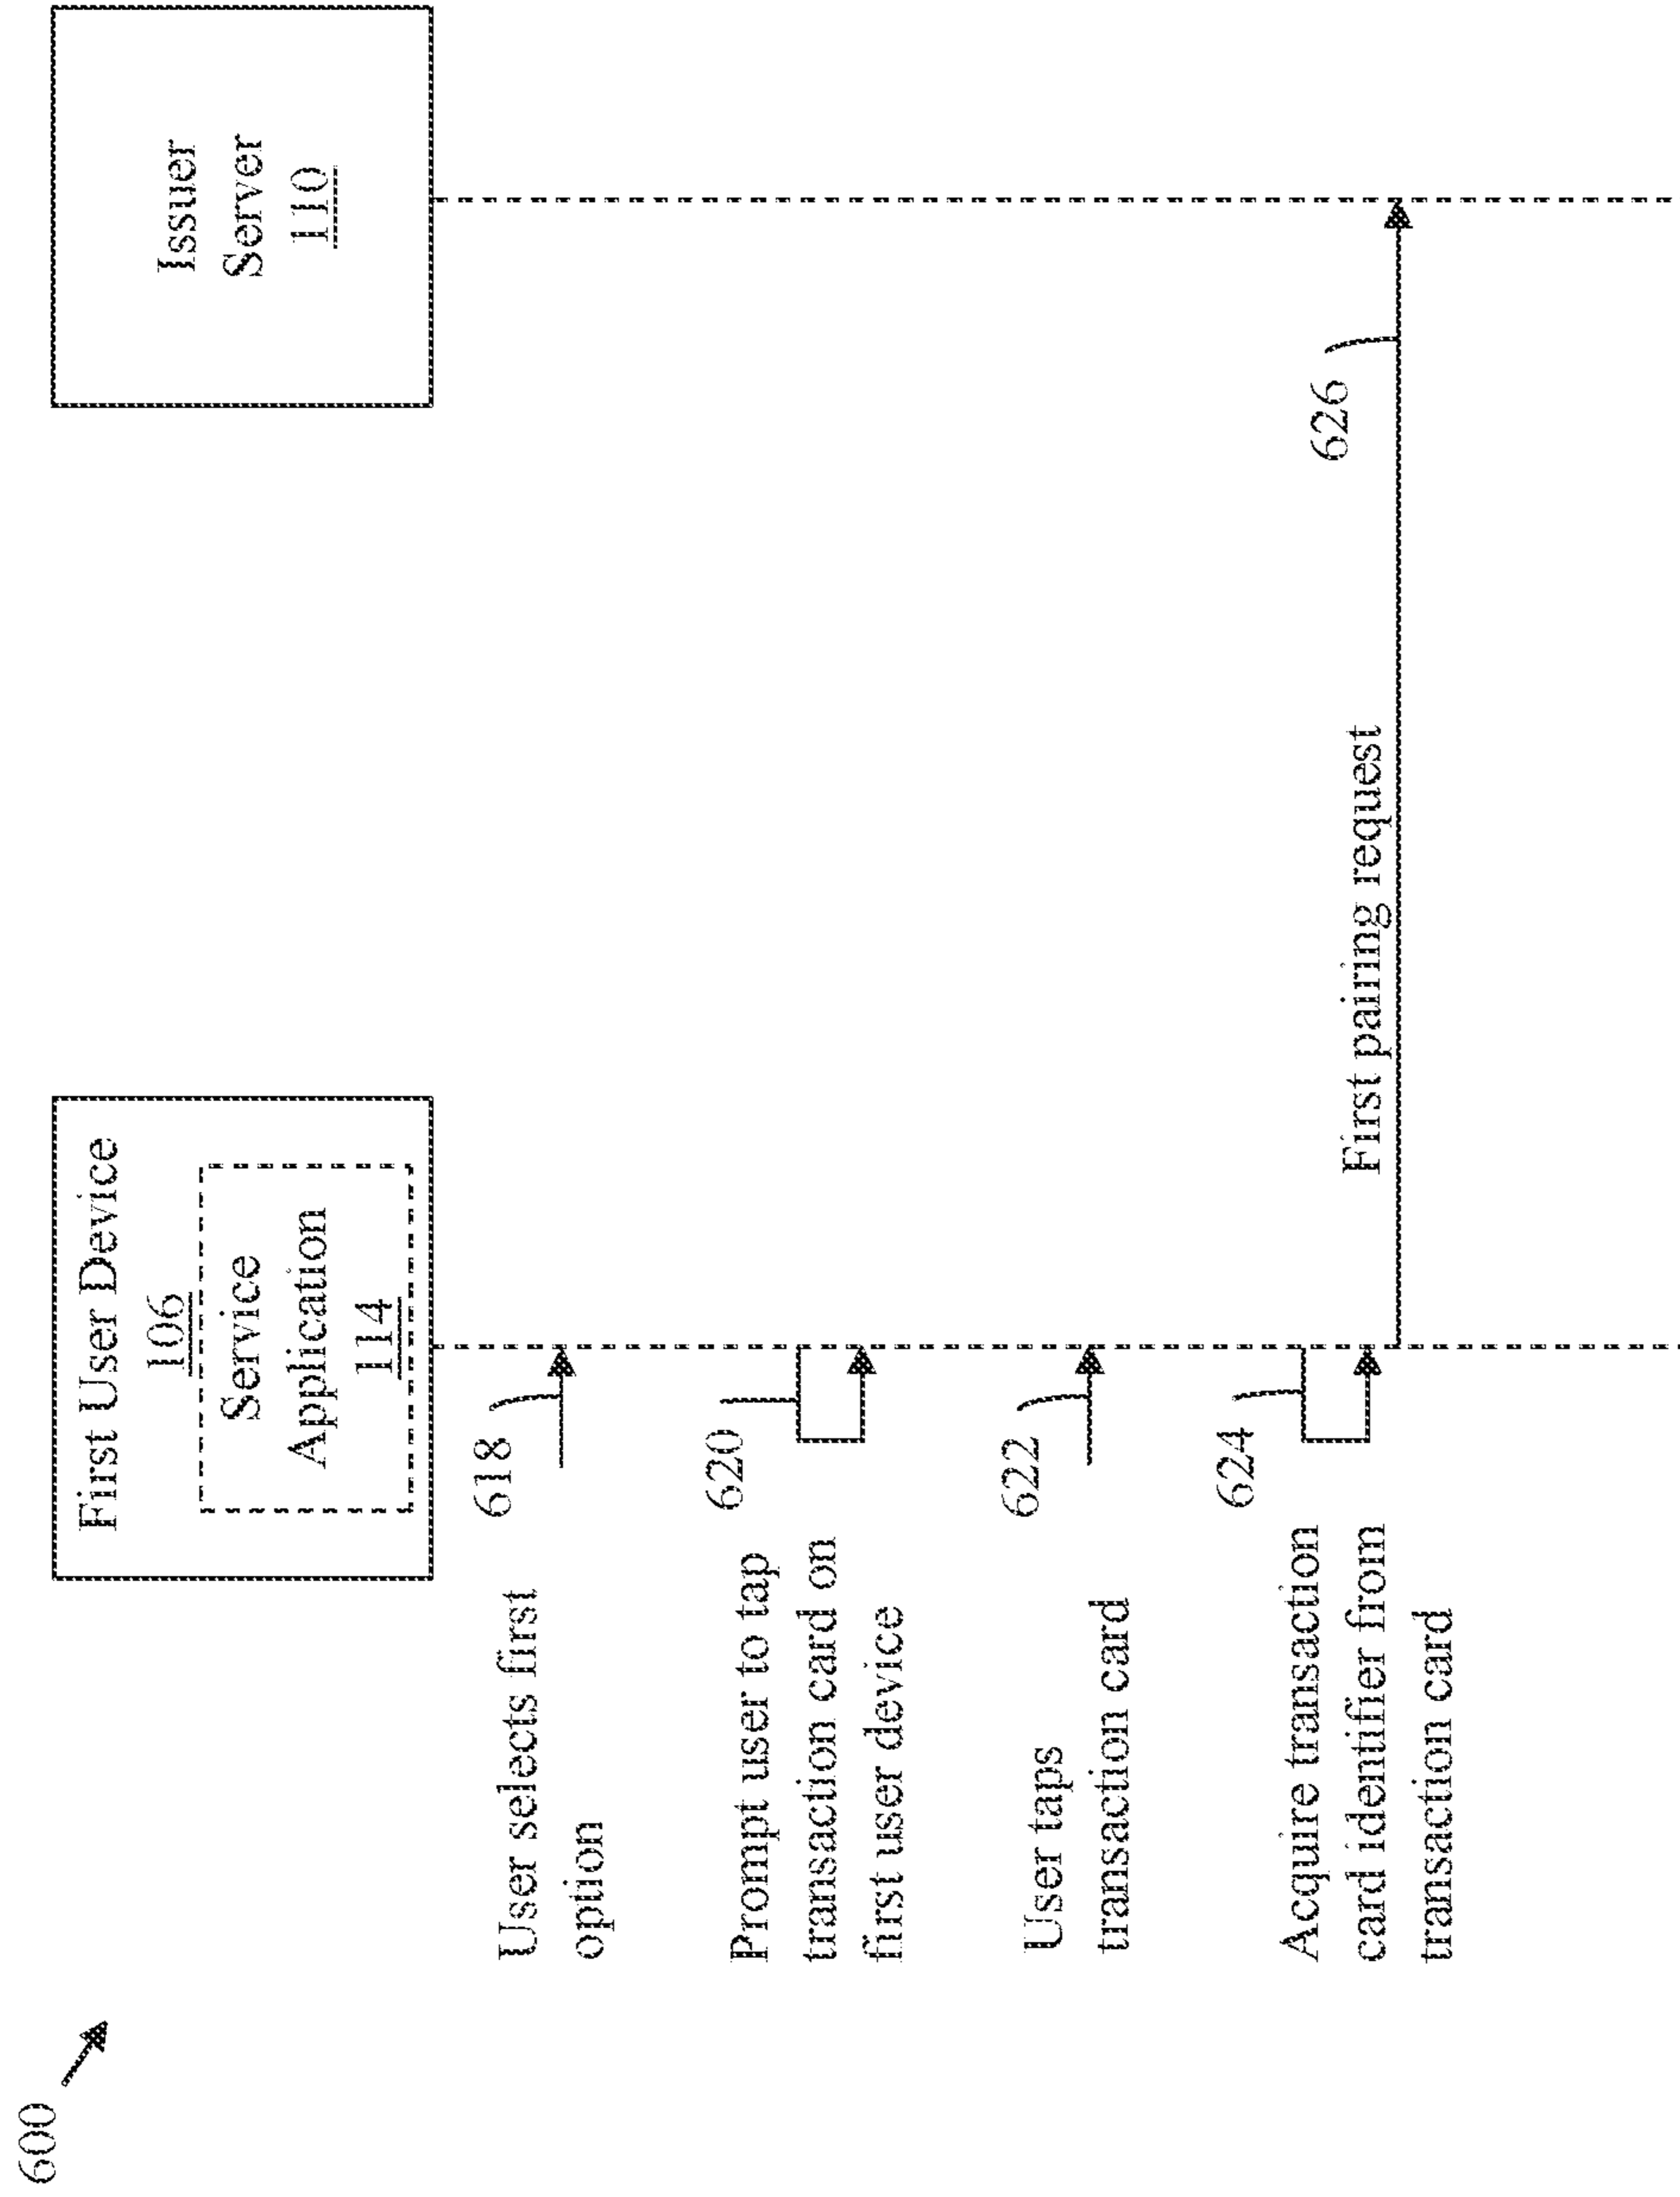 600
First User Device
106
Service
Application
114
Issuer
Server
110
User selects first
option
618
Prompt user to tap
transaction card on
first user device
620
User taps
transaction card
622
Acquire transaction
card identifier from
transaction card
624
First pairing request
626